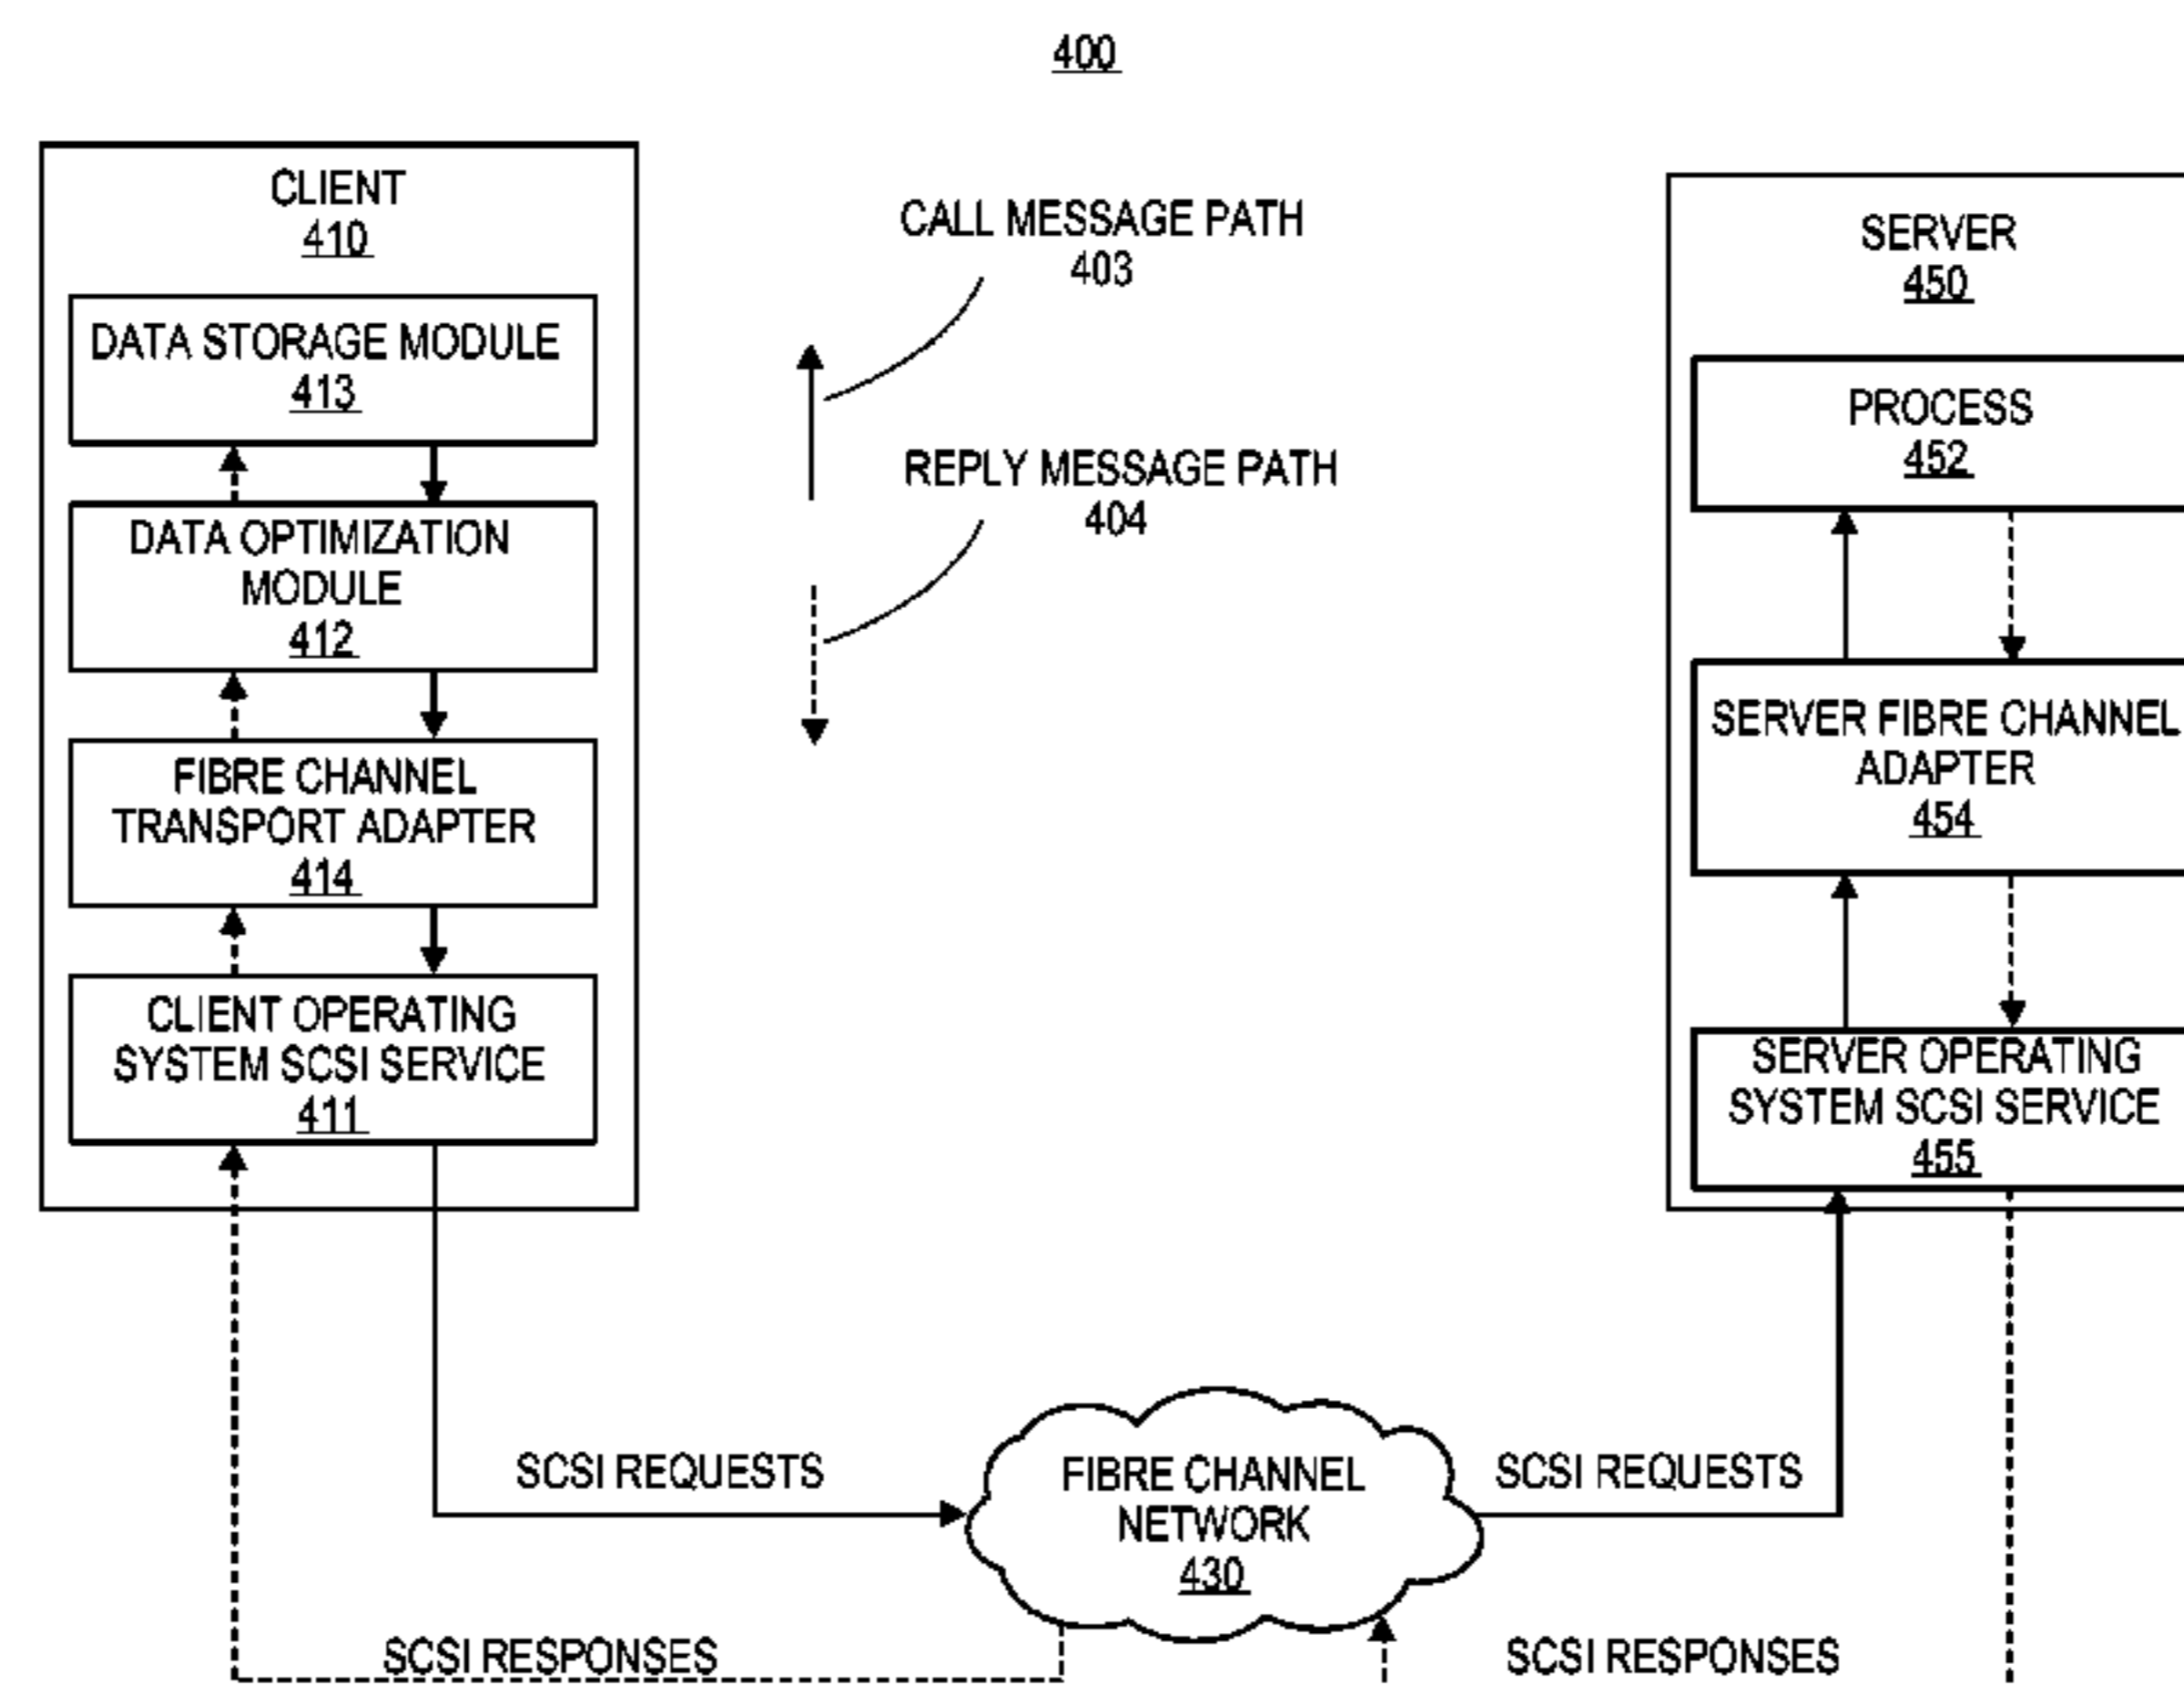 400
CLIENT
410
DATA STORAGE MODULE
413
DATA OPTIMIZATION
MODULE
412
FIBRE CHANNEL
TRANSPORT ADAPTER
414
CLIENT OPERATING
SYSTEM SCSI SERVICE
411
CALL MESSAGE PATH
403
REPLY MESSAGE PATH
404
SERVER
450
PROCESS
452
SERVER FIBRE CHANNEL
ADAPTER
454
SERVER OPERATING
SYSTEM SCSI SERVICE
455
SCSI REQUESTS
FIBRE CHANNEL
NETWORK
430
SCSI REQUESTS
SCSI RESPONSES
SCSI RESPONSES